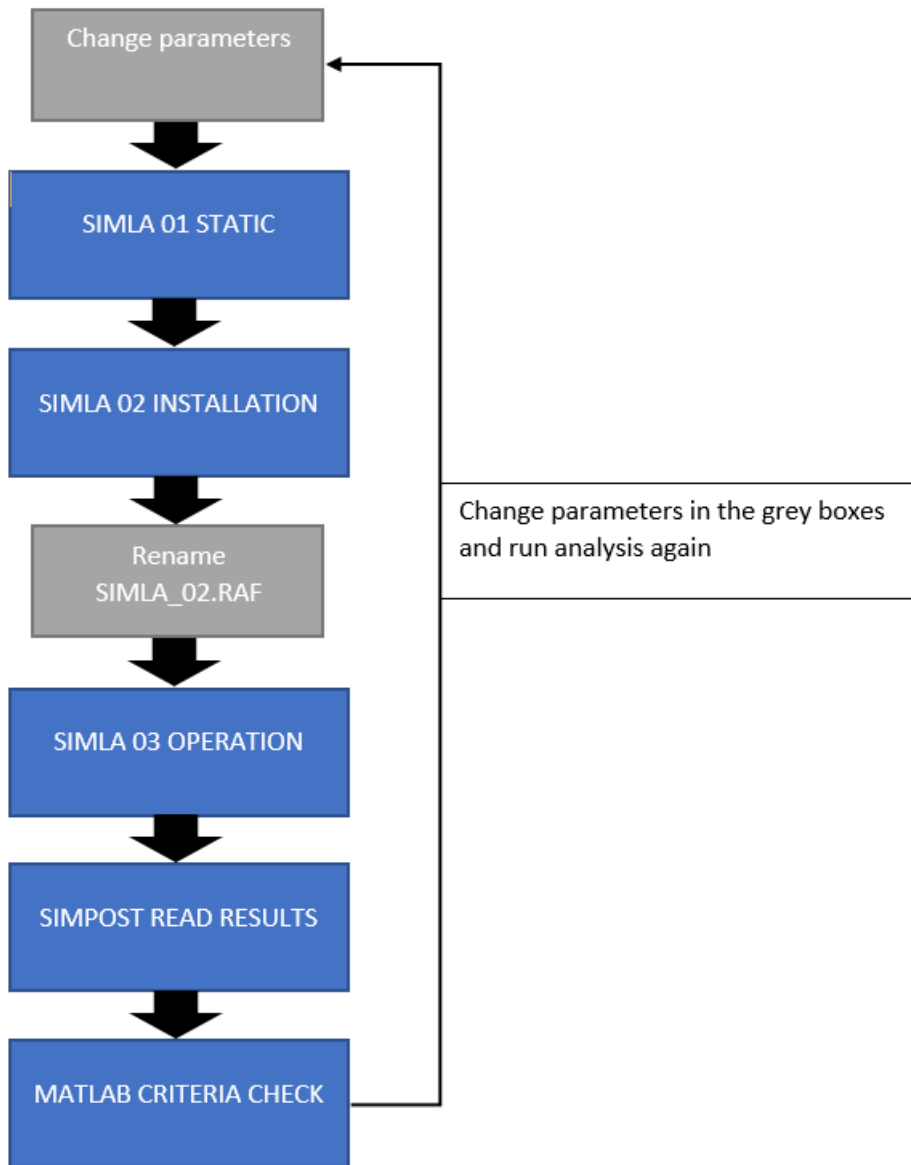 Change parameters
SIMLA 01 STATIC
SIMLA 02 INSTALLATION
Rename
SIMLA_02.RAF
SIMLA 03 OPERATION
SIMPOST READ RESULTS
MATLAB CRITERIA CHECK
Change parameters in the grey boxes
and run analysis again